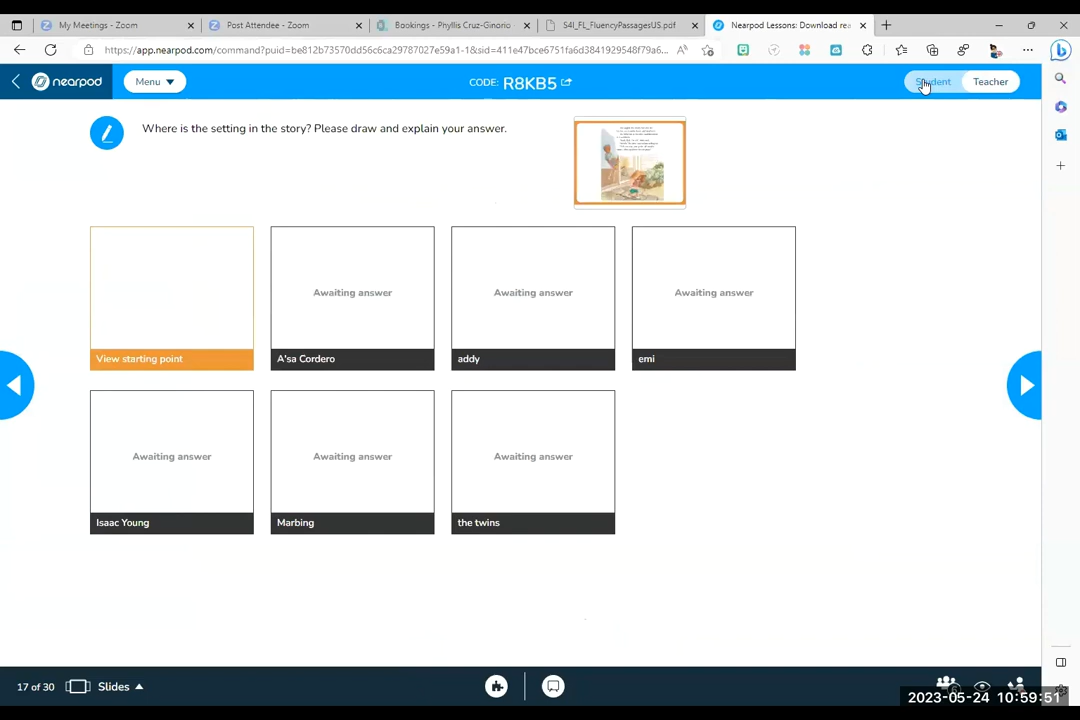 My Meetings - Zoom
Post Attendee - Zoom
Bookings - Phyllis Cruz-Ginorio
S4I_FL_FluencyPassagesUS.pdf
Nearpod Lessons: Download rea
https://app.nearpod.com/command?puid=be812b73570dd56c6ca29787027e59a1-1&sid=411e47bce6751fa6d3841929548f79a6...
nearpod
Menu
CODE: R8KB5
Student
Teacher
Where is the setting in the story? Please draw and explain your answer.
Awaiting answer
Awaiting answer
Awaiting answer
View starting point
A'sa Cordero
addy
emi
Awaiting answer
Awaiting answer
Awaiting answer
Isaac Young
Marbing
the twins
17 of 30
Slides
2023-05-24 10:59:51